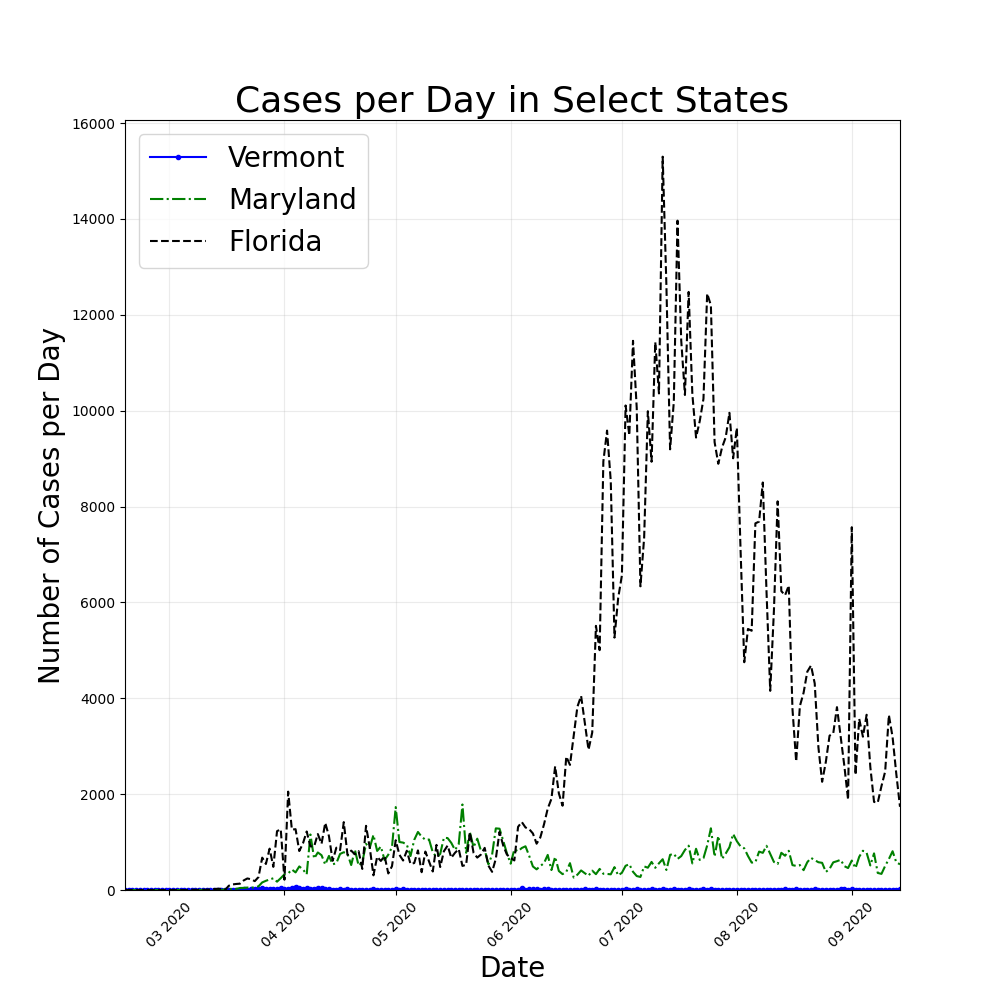 Cases per Day in Select States
16000
14000
12000
10000
8000
6000
4000
2000
0
Number of Cases per Day
Vermont
Maryland
Florida
03 2020
04 2020
05 2020
06 2020
07 2020
08 2020
09 2020
Date